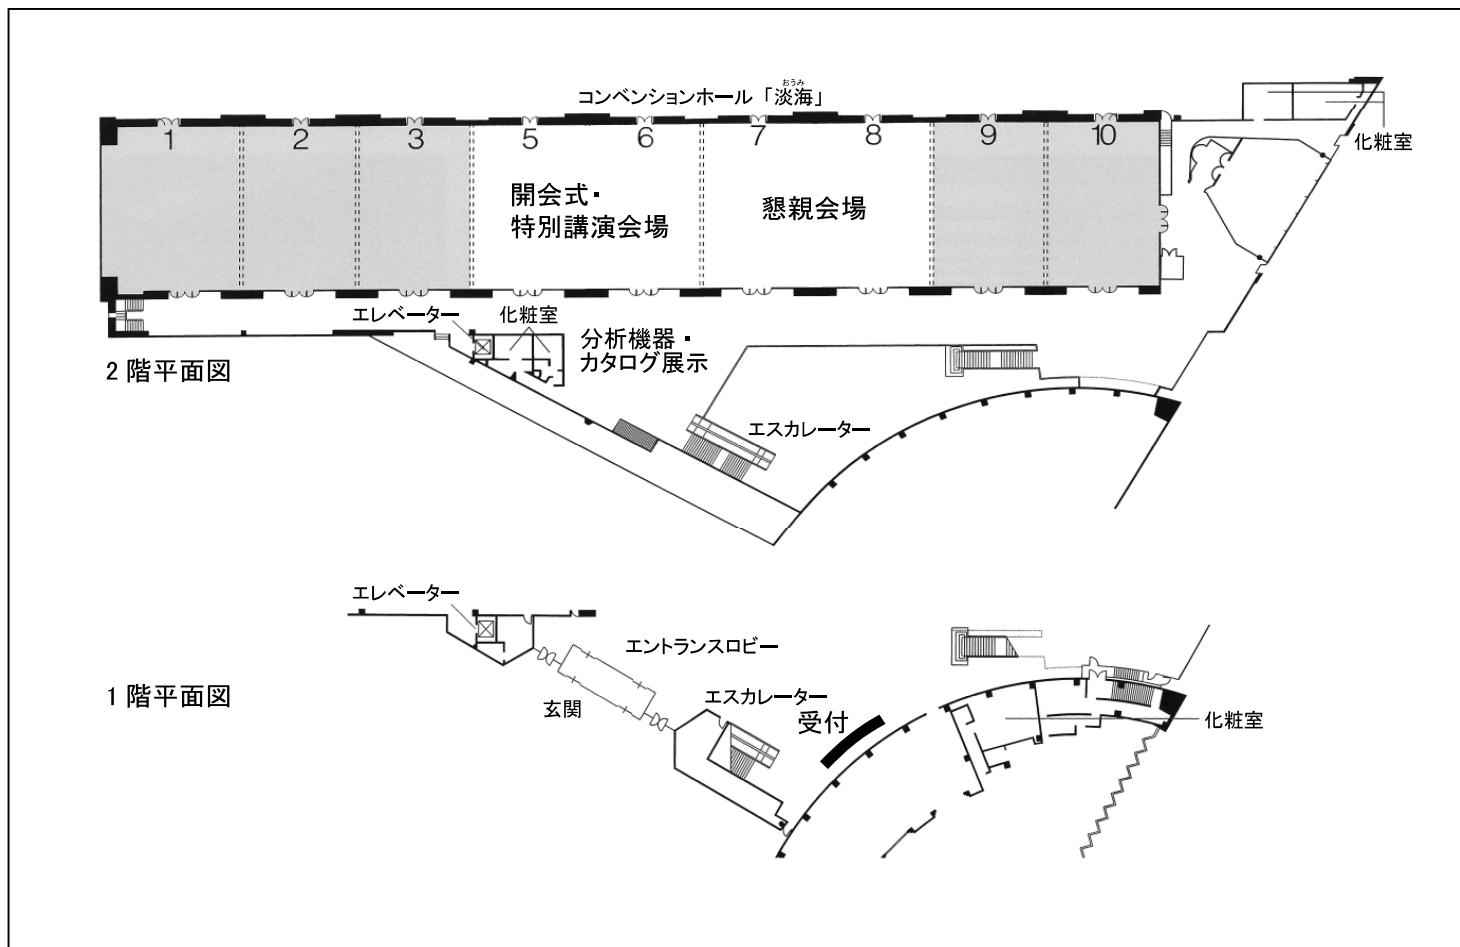 おうみ
コンベンションホール「淡海」
化粧室
1 2 3 5 6 7 8 9 10
開会式・
特別講演会場
懇親会場
エレベーター
化粧室
分析機器・
カタログ展示
2階平面図
エスカレーター
エレベーター
エントランスロビー
1階平面図
玄関
エスカレーター
受付
化粧室